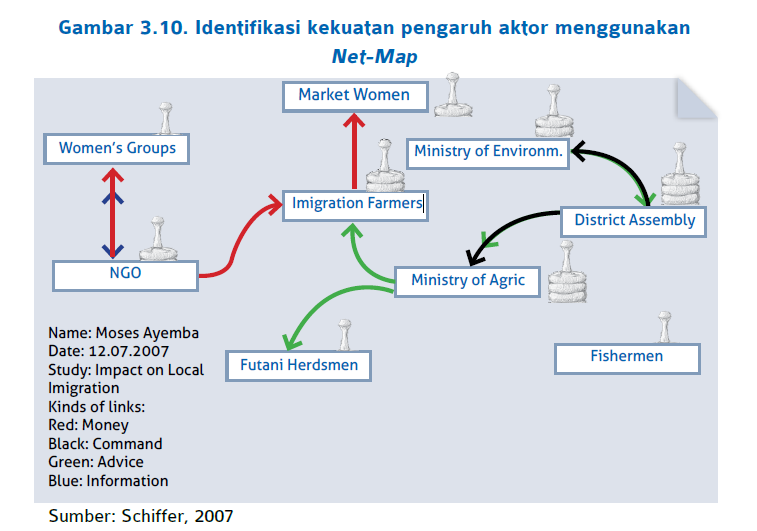 Gambar 3.10. Identifikasi kekuatan pengaruh aktor menggunakan
Net-Map
Market Women
Women's Groups
Ministry of Environm.
Imigration Farmers
District Assembly
NGO
Ministry of Agric
Name: Moses Ayemba
Date: 12.07.2007
Study: Impact on Local
Imigration
Kinds of links:
Red: Money
Black: Command
Green: Advice
Blue: Information
Futani Herdsmen
Fishermen
Sumber: Schiffer, 2007